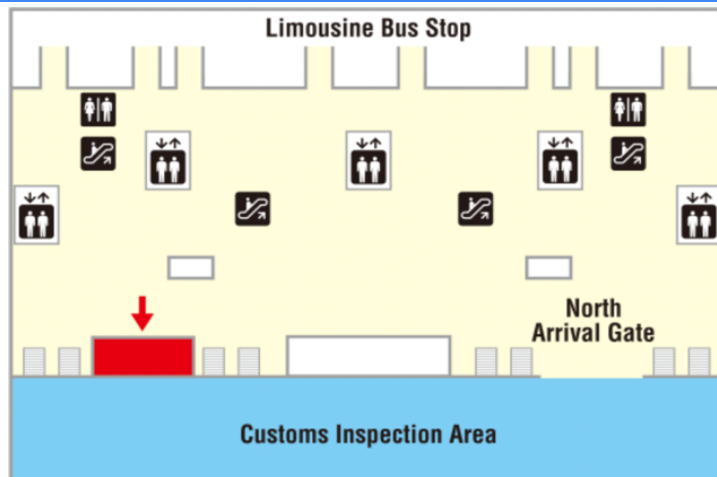 Limousine Bus Stop
North
Arrival Gate
Customs Inspection Area